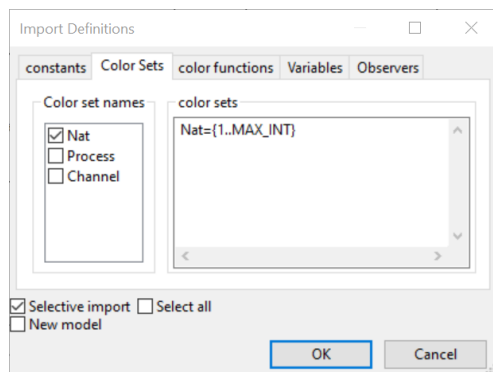 Import Definitions
constants Color Sets color functions Variables Observers
Color set names
Nat
Process
Channel
color sets
Nat={1..MAX_INT}
Selective import Select all
New model
OK Cancel